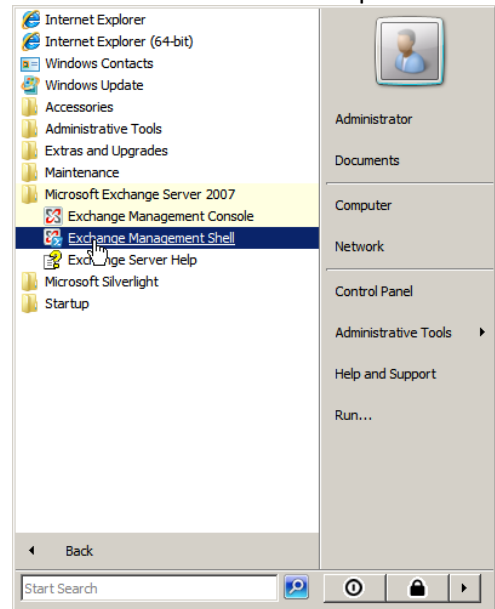 Internet Explorer
Internet Explorer (64-bit)
Windows Contacts
Windows Update
Accessories
Administrative Tools
Extras and Upgrades
Maintenance
Microsoft Exchange Server 2007
Exchange Management Console
Exchange Management Shell
Exchange Server Help
Microsoft Silverlight
Startup
Back
Start Search
Administrator
Documents
Computer
Network
Control Panel
Administrative Tools
Help and Support
Run...